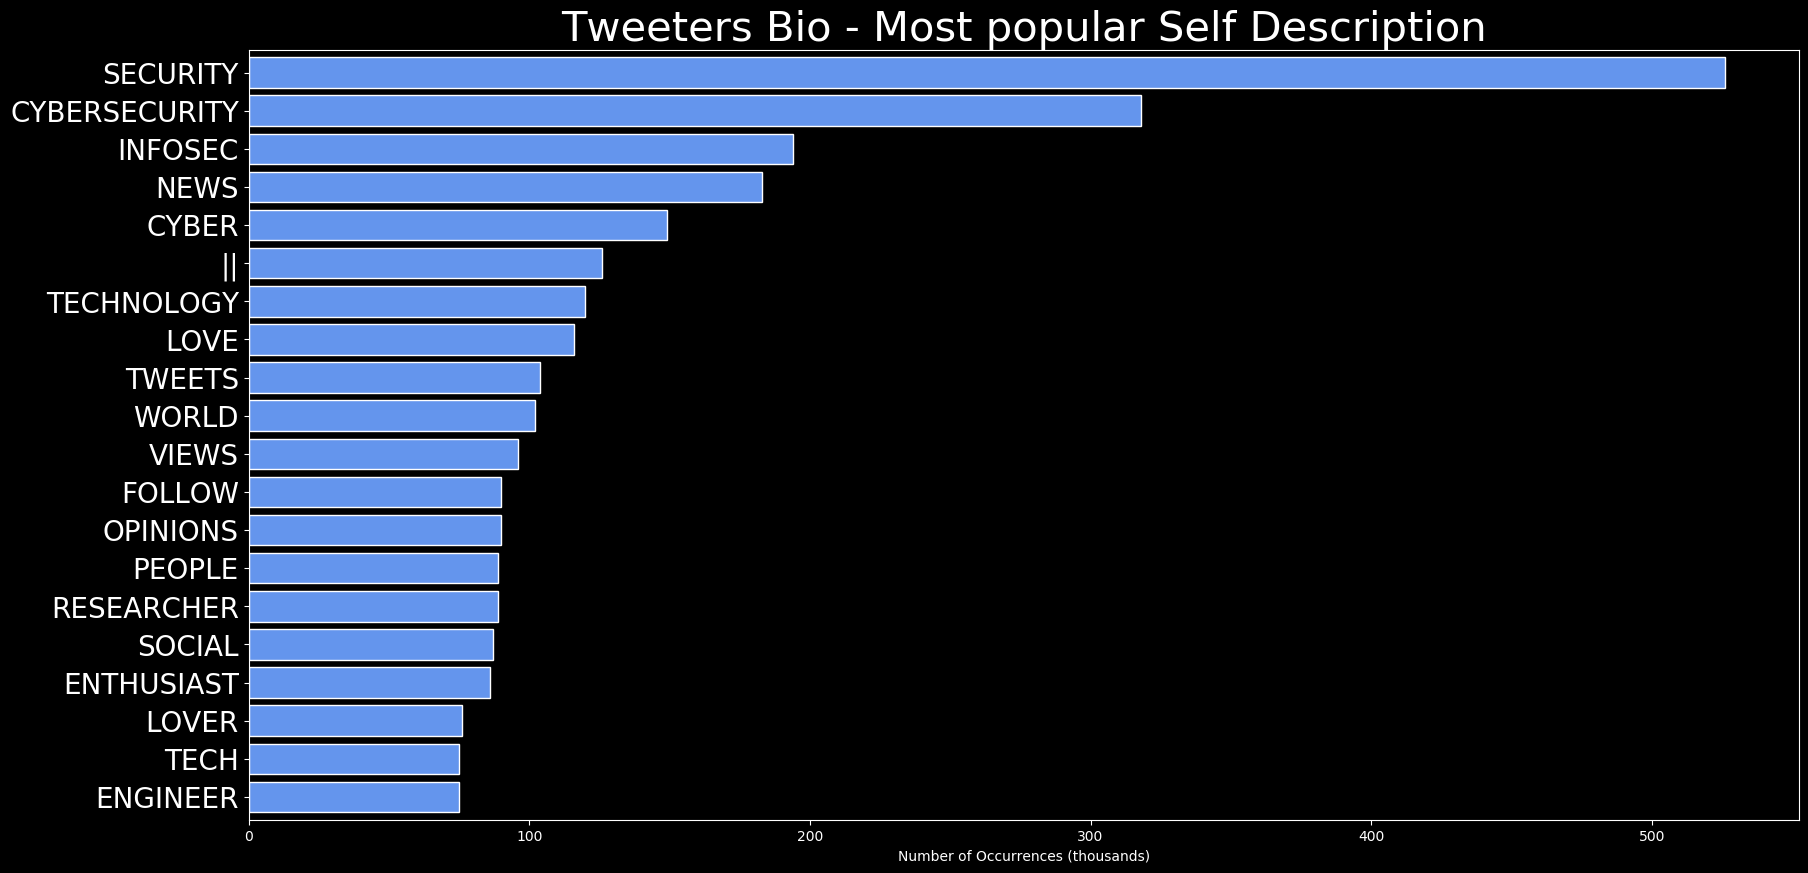 Tweeters Bio - Most popular Self Description
SECURITY
CYBERSECURITY
INFOSEC
NEWS
CYBER
||
TECHNOLOGY
LOVE
TWEETS
WORLD
VIEWS
FOLLOW
OPINIONS
PEOPLE
RESEARCHER
SOCIAL
ENTHUSIAST
LOVER
TECH
ENGINEER
0 100 200 300 400 500
Number of Occurrences (thousands)